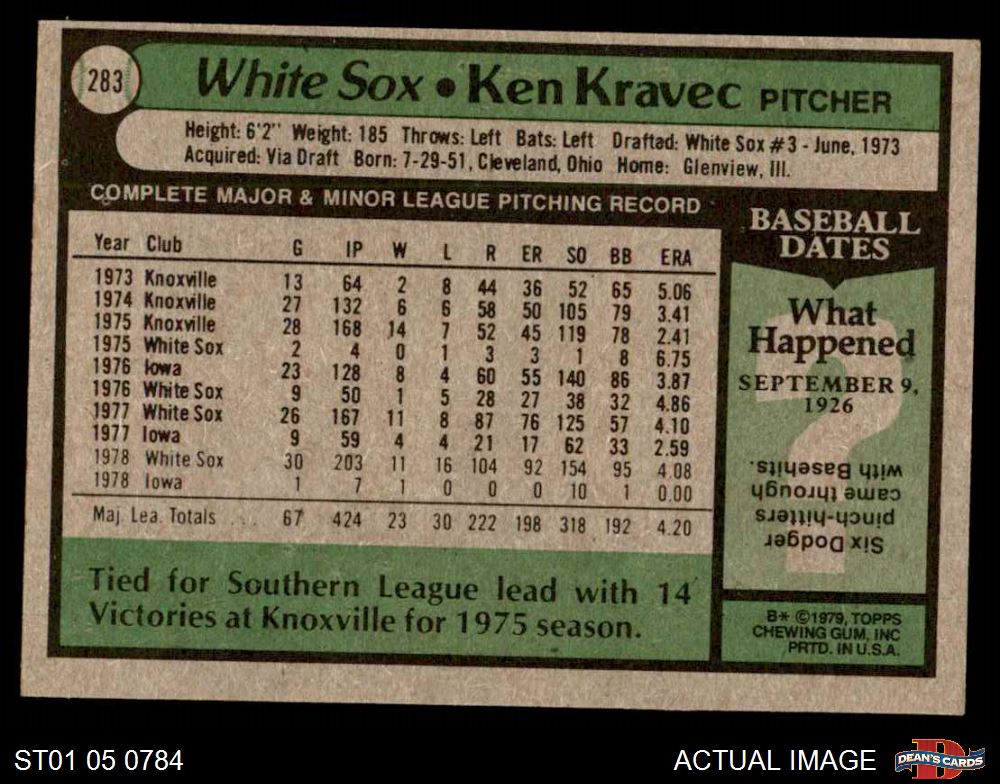 283
White Sox • Ken Kravec PITCHER
Height: 6'2" Weight: 185 Throws: Left Bats: Left Drafted: White Sox #3 - June, 1973
Acquired: Via Draft Born: 7-29-51, Cleveland, Ohio Home: Glenview, Ill.
COMPLETE MAJOR & MINOR LEAGUE PITCHING RECORD
Year Club G IP W L R ER SO BB ERA
1973 Knoxville 13 64 2 8 44 36 52 65 5.06
1974 Knoxville 27 132 6 6 58 50 105 79 3.41
1975 Knoxville 28 168 14 7 52 45 119 78 2.41
1975 White Sox 2 4 0 1 3 3 1 8 6.75
1976 Iowa 23 128 8 4 60 55 140 86 3.87
1976 White Sox 9 50 1 5 28 27 38 32 4.86
1977 White Sox 26 167 11 8 87 76 125 57 4.10
1977 Iowa 9 59 4 4 21 17 62 33 2.59
1978 White Sox 30 203 11 16 104 92 154 95 4.08
1978 Iowa 1 7 1 0 0 0 10 1 0.00
Maj. Lea. Totals ... 67 424 23 30 222 198 318 192 4.20
Tied for Southern League lead with 14
Victories at Knoxville for 1975 season.
BASEBALL
DATES
What
Happened
SEPTEMBER 9,
1926
?
Six Dodger
pinch-hitters
came through
with Basehits.
B* ©1979, TOPPS
CHEWING GUM, INC
PRTD. IN U.S.A.
ST01 05 0784
ACTUAL IMAGE
D
DEAN'S CARDS